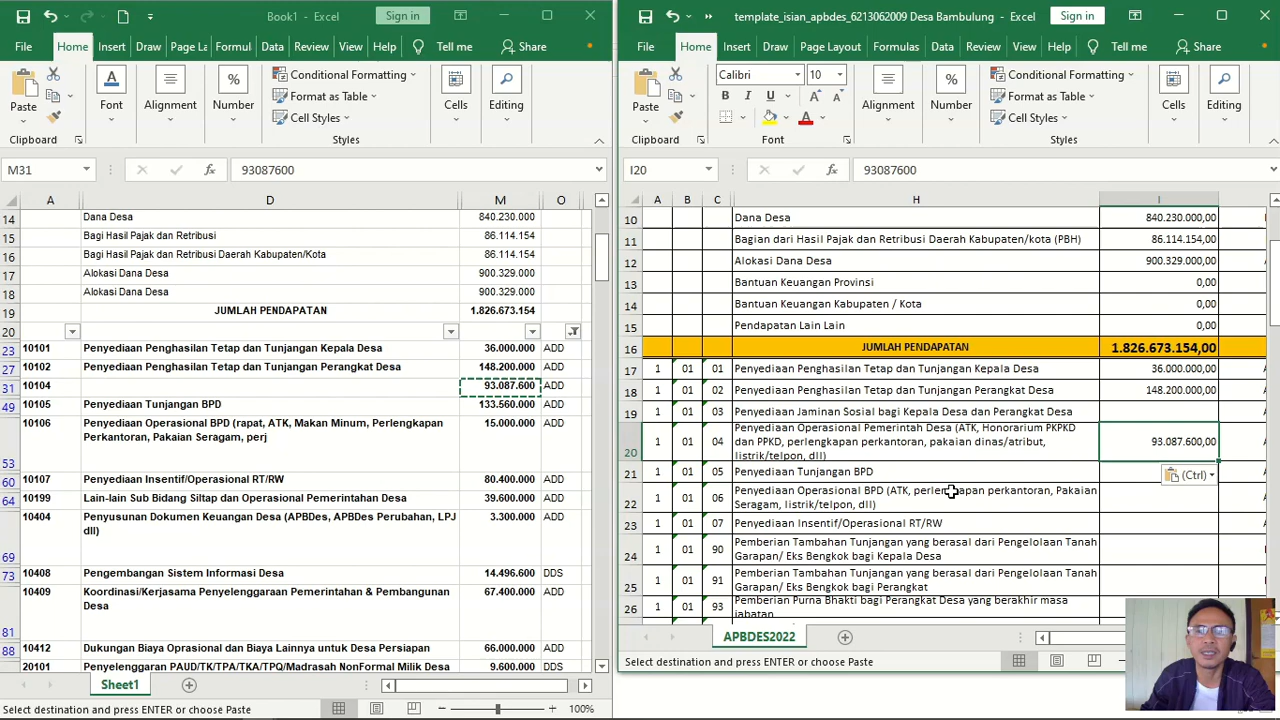 Book1 - Excel
Sign in
File Home Insert Draw Page La Formul Data Review View Help Tell me Share
Paste
Clipboard
Font
Alignment
Number
Conditional Formatting
Format as Table
Cell Styles
Styles
Cells
Editing
M31 93087600
A D M O
14 Dana Desa 840.230.000
15 Bagi Hasil Pajak dan Retribusi 86.114.154
16 Bagi Hasil Pajak dan Retribusi Daerah Kabupaten/Kota 86.114.154
17 Alokasi Dana Desa 900.329.000
18 Alokasi Dana Desa 900.329.000
19 JUMLAH PENDAPATAN 1.826.673.154
20
23 10101 Penyediaan Penghasilan Tetap dan Tunjangan Kepala Desa 36.000.000 ADD
27 10102 Penyediaan Penghasilan Tetap dan Tunjangan Perangkat Desa 148.200.000 ADD
31 10104 93.087.600 ADD
49 10105 Penyediaan Tunjangan BPD 133.560.000 ADD
10106 Penyediaan Operasional BPD (rapat, ATK, Makan Minum, Perlengkapan 15.000.000 ADD
Perkantoran, Pakaian Seragam, perj
53
60 10107 Penyediaan Insentif/Operasional RT/RW 80.400.000 ADD
64 10199 Lain-lain Sub Bidang Siltap dan Operasional Pemerintahan Desa 39.600.000 ADD
10404 Penyusunan Dokumen Keuangan Desa (APBDes, APBDes Perubahan, LPJ 3.300.000 ADD
dll)
69
73 10408 Pengembangan Sistem Informasi Desa 14.496.600 DDS
10409 Koordinasi/Kerjasama Penyelenggaraan Pemerintahan & Pembangunan 67.400.000 ADD
Desa
81
88 10412 Dukungan Biaya Oprasional dan Biaya Lainnya untuk Desa Persiapan 66.000.000 ADD
20101 Penyelenggaran PAUD/TK/TPA/TKA/TPQ/Madrasah NonFormal Milik Desa 9.600.000 DDS
Sheet1
Select destination and press ENTER or choose Paste 100%
template_isian_apbdes_6213062009 Desa Bambulung - Excel
Sign in
File Home Insert Draw Page Layout Formulas Data Review View Help Tell me Share
Paste
Clipboard
Calibri 10
B I U
Font
Alignment
Number
Conditional Formatting
Format as Table
Cell Styles
Styles
Cells
Editing
I20 93087600
A B C H I
10 Dana Desa 840.230.000,00
11 Bagian dari Hasil Pajak dan Retribusi Daerah Kabupaten/kota (PBH) 86.114.154,00
12 Alokasi Dana Desa 900.329.000,00
13 Bantuan Keuangan Provinsi 0,00
14 Bantuan Keuangan Kabupaten / Kota 0,00
15 Pendapatan Lain Lain 0,00
16 JUMLAH PENDAPATAN 1.826.673.154,00
17 1 01 01 Penyediaan Penghasilan Tetap dan Tunjangan Kepala Desa 36.000.000,00
18 1 01 02 Penyediaan Penghasilan Tetap dan Tunjangan Perangkat Desa 148.200.000,00
19 1 01 03 Penyediaan Jaminan Sosial bagi Kepala Desa dan Perangkat Desa
Penyediaan Operasional Pemerintah Desa (ATK, Honorarium PKPKD
20 1 01 04 dan PPKD, perlengkapan perkantoran, pakaian dinas/atribut, 93.087.600,00
listrik/telpon, dll)
21 1 01 05 Penyediaan Tunjangan BPD (Ctrl)
Penyediaan Operasional BPD (ATK, perlengkapan perkantoran, Pakaian
22 1 01 06 Seragam, listrik/telpon, dll)
23 1 01 07 Penyediaan Insentif/Operasional RT/RW
Pemberian Tambahan Tunjangan yang berasal dari Pengelolaan Tanah
24 1 01 90 Garapan/ Eks Bengkok bagi Kepala Desa
Pemberian Tambahan Tunjangan yang berasal dari Pengelolaan Tanah
25 1 01 91 Garapan/ Eks Bengkok bagi Perangkat
26 1 01 93 Pemberian Purna Bhakti bagi Perangkat Desa yang berakhir masa
jabatan
APBDES2022
Select destination and press ENTER or choose Paste